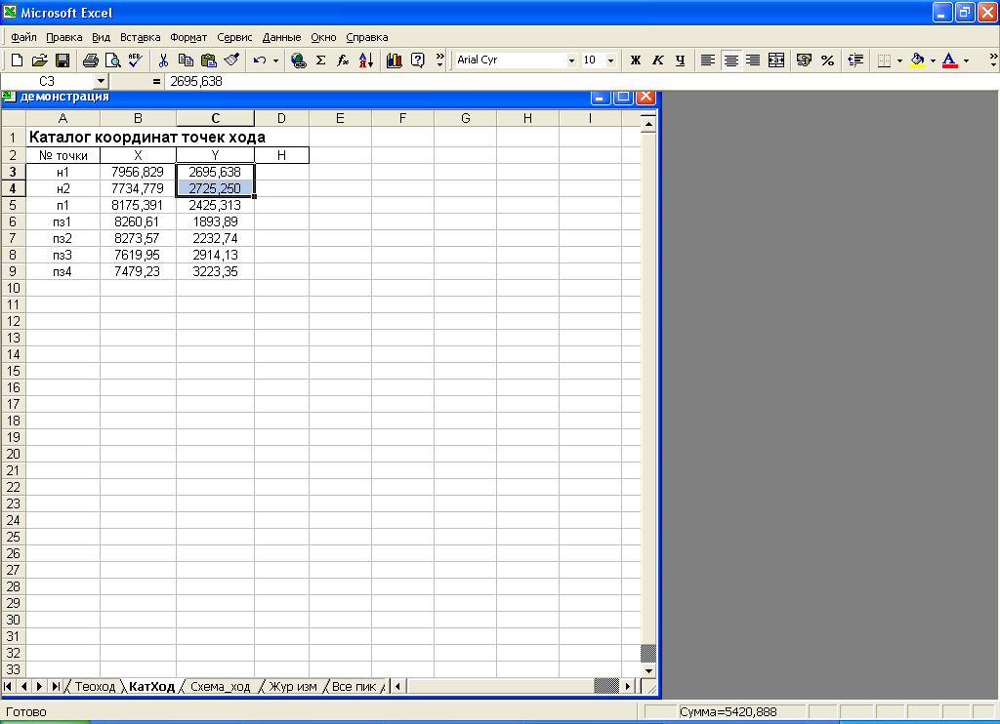 Microsoft Excel
Файл Правка Вид Вставка Формат Сервис Данные Окно Справка
Arial Cyr 10 Ж К Ч
C3 = 2695,638
демонстрация
A B C D E F G H I
1 Каталог координат точек хода
2 № точки X Y H
3 н1 7956,829 2695,638
4 н2 7734,779 2725,250
5 п1 8175,391 2425,313
6 пз1 8260,61 1893,89
7 пз2 8273,57 2232,74
8 пз3 7619,95 2914,13
9 пз4 7479,23 3223,35
10
11
12
13
14
15
16
17
18
19
20
21
22
23
24
25
26
27
28
29
30
31
32
33
Теоход КатХод Схема_ход Жур изм Все пик
Готово Сумма=5420,888